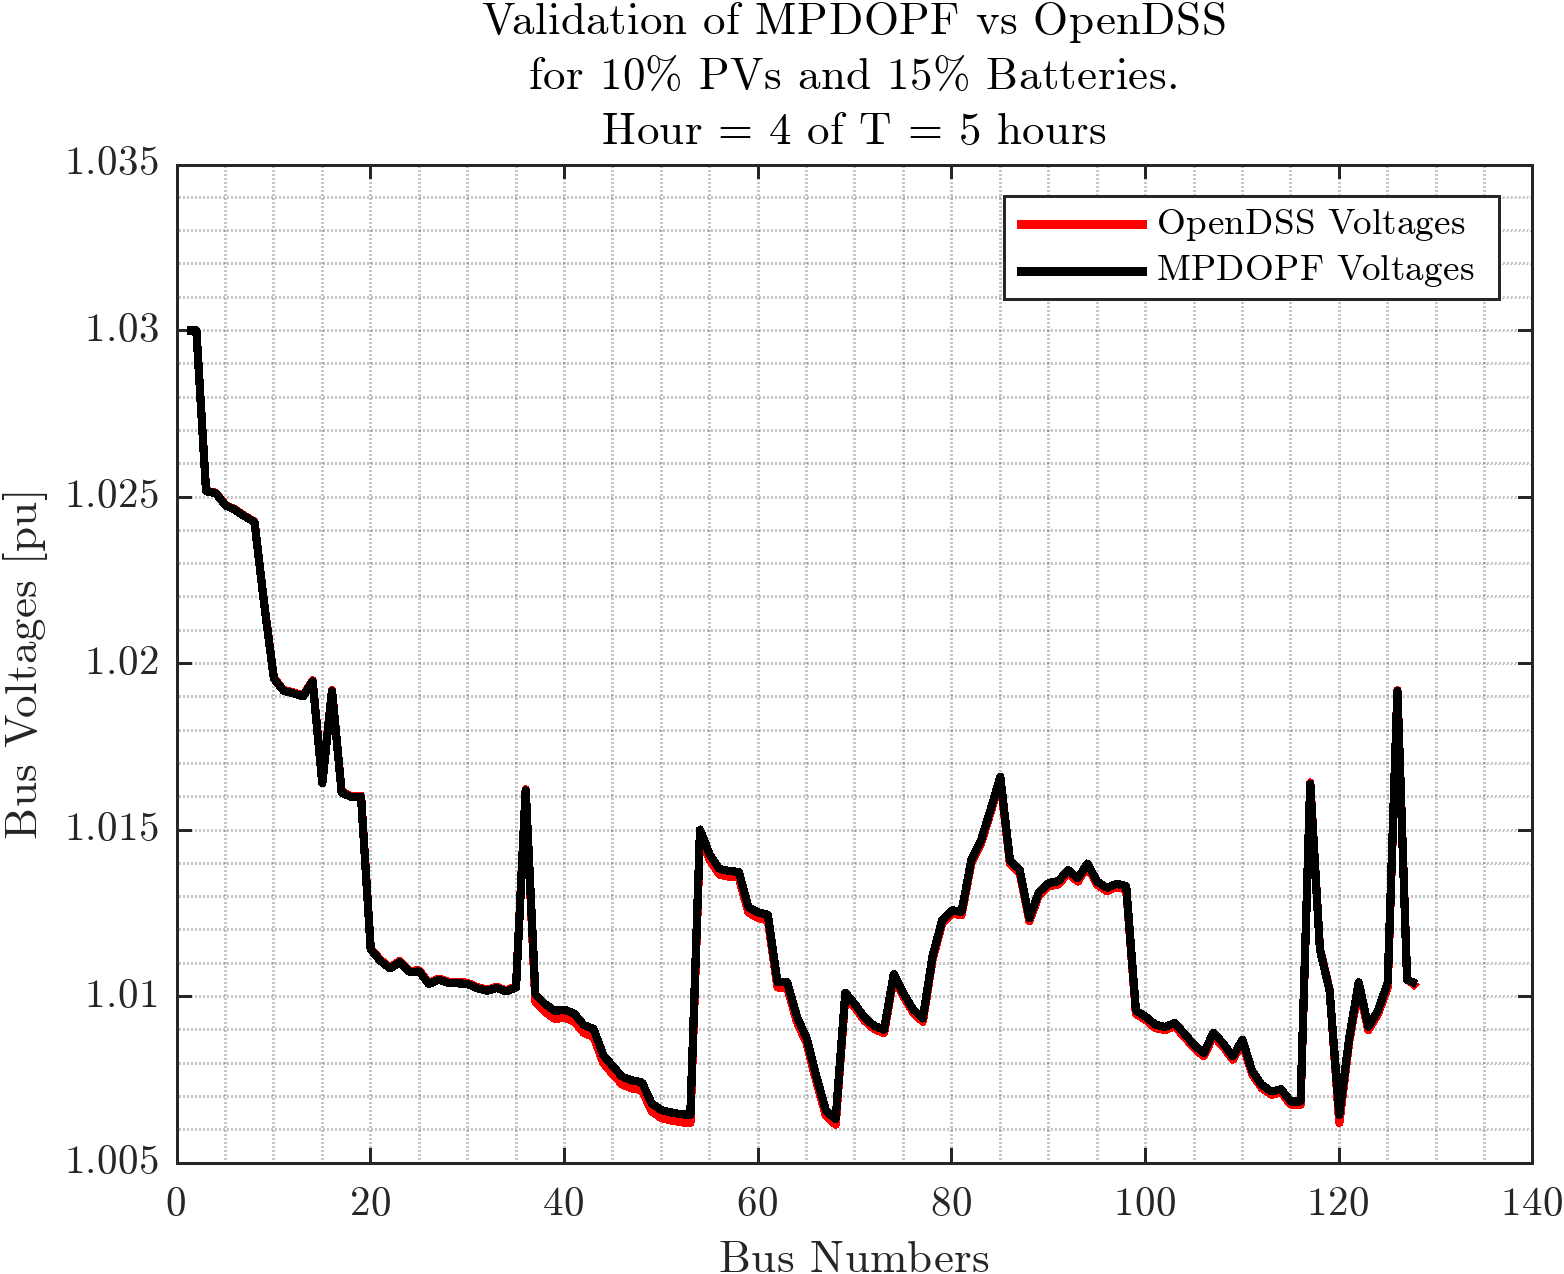 Validation of MPDOPF vs OpenDSS
for 10% PVs and 15% Batteries.
Hour = 4 of T = 5 hours
OpenDSS Voltages
MPDOPF Voltages
1.035
1.03
1.025
1.02
1.015
1.01
1.005
Bus Voltages [pu]
0 20 40 60 80 100 120 140
Bus Numbers